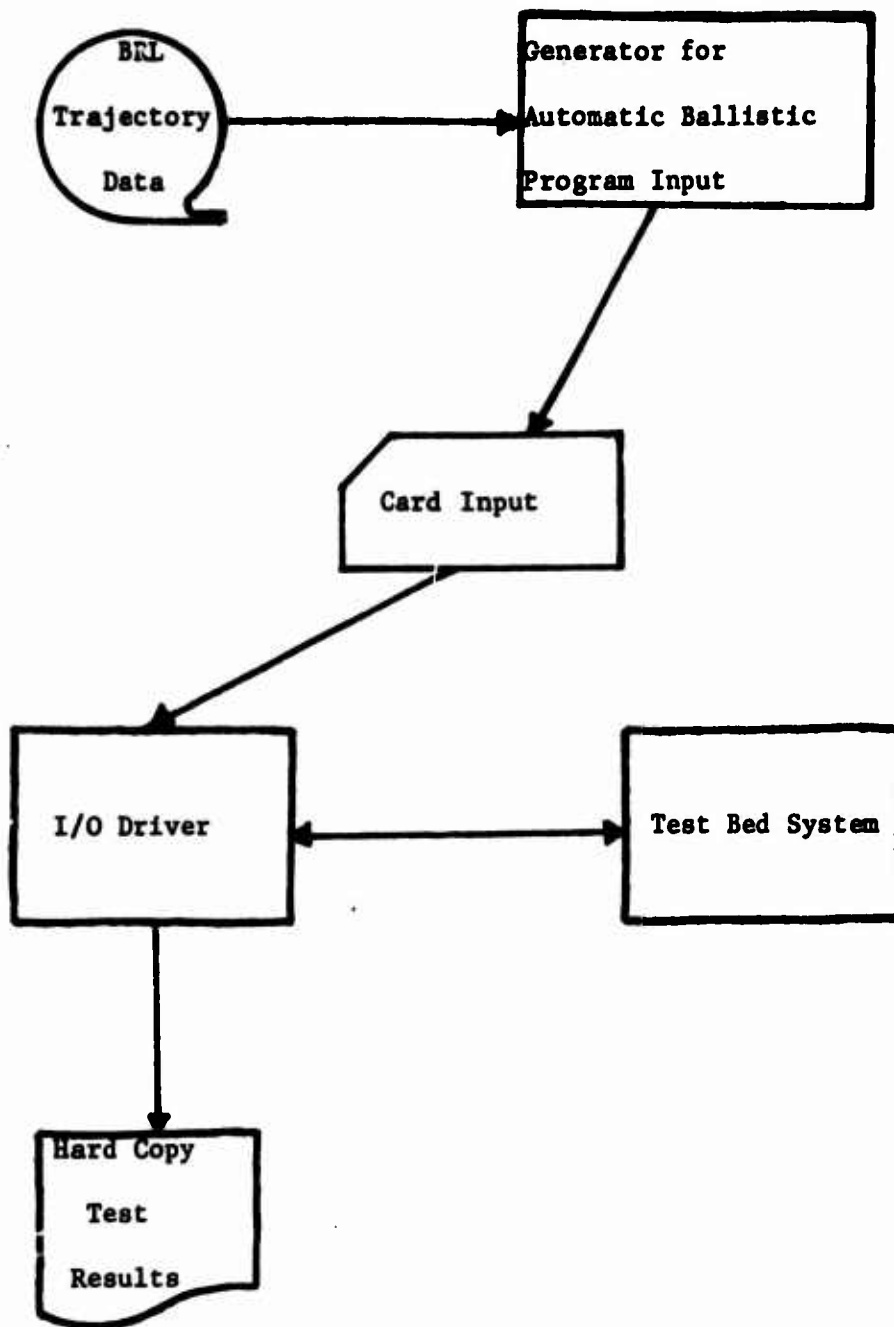 BRL
Trajectory
Data
Generator for
Automatic Ballistic
Program Input
Card Input
I/O Driver
Test Bed System
Hard Copy
Test
Results